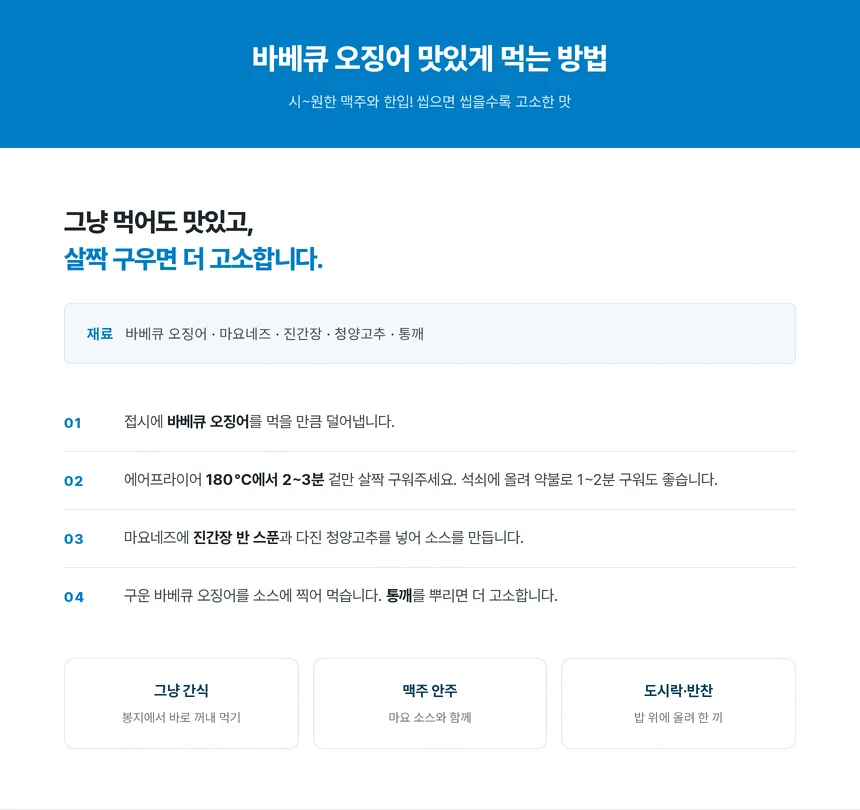 바베큐 오징어 맛있게 먹는 방법
시~원한 맥주와 한입! 씹으면 씹을수록 고소한 맛
그냥 먹어도 맛있고,
살짝 구우면 더 고소합니다.
재료 바베큐 오징어 · 마요네즈 · 진간장 · 청양고추 · 통깨
01 접시에 바베큐 오징어를 먹을 만큼 덜어냅니다.
02 에어프라이어 180°C에서 2~3분 겉만 살짝 구워주세요. 석쇠에 올려 약불로 1~2분 구워도 좋습니다.
03 마요네즈에 진간장 반 스푼과 다진 청양고추를 넣어 소스를 만듭니다.
04 구운 바베큐 오징어를 소스에 찍어 먹습니다. 통깨를 뿌리면 더 고소합니다.
그냥 간식
봉지에서 바로 꺼내 먹기
맥주 안주
마요 소스와 함께
도시락·반찬
밥 위에 올려 한 끼